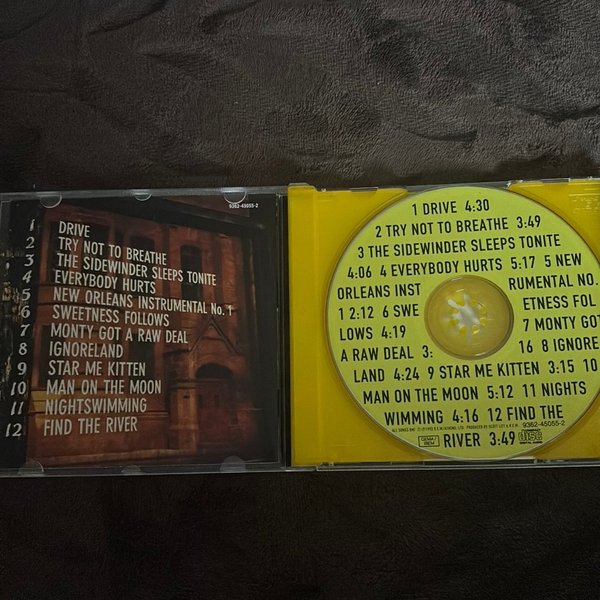 9362-45055-2
1 DRIVE
2 TRY NOT TO BREATHE
3 THE SIDEWINDER SLEEPS TONITE
4 EVERYBODY HURTS
5 NEW ORLEANS INSTRUMENTAL No. 1
6 SWEETNESS FOLLOWS
7 MONTY GOT A RAW DEAL
8 IGNORELAND
9 STAR ME KITTEN
10 MAN ON THE MOON
11 NIGHTSWIMMING
12 FIND THE RIVER
1 DRIVE 4:30
2 TRY NOT TO BREATHE 3:49
3 THE SIDEWINDER SLEEPS TONITE
4:06 4 EVERYBODY HURTS 5:17 5 NEW
ORLEANS INST RUMENTAL NO.
1 2:12 6 SWE ETNESS FOL
LOWS 4:19 7 MONTY GOT
A RAW DEAL 3: 16 8 IGNORE
LAND 4:24 9 STAR ME KITTEN 3:15 10
MAN ON THE MOON 5:12 11 NIGHTS
WIMMING 4:16 12 FIND THE
9362-45055-2
RIVER 3:49
GEMA
BIEM
COMPACT
disc
DIGITAL AUDIO